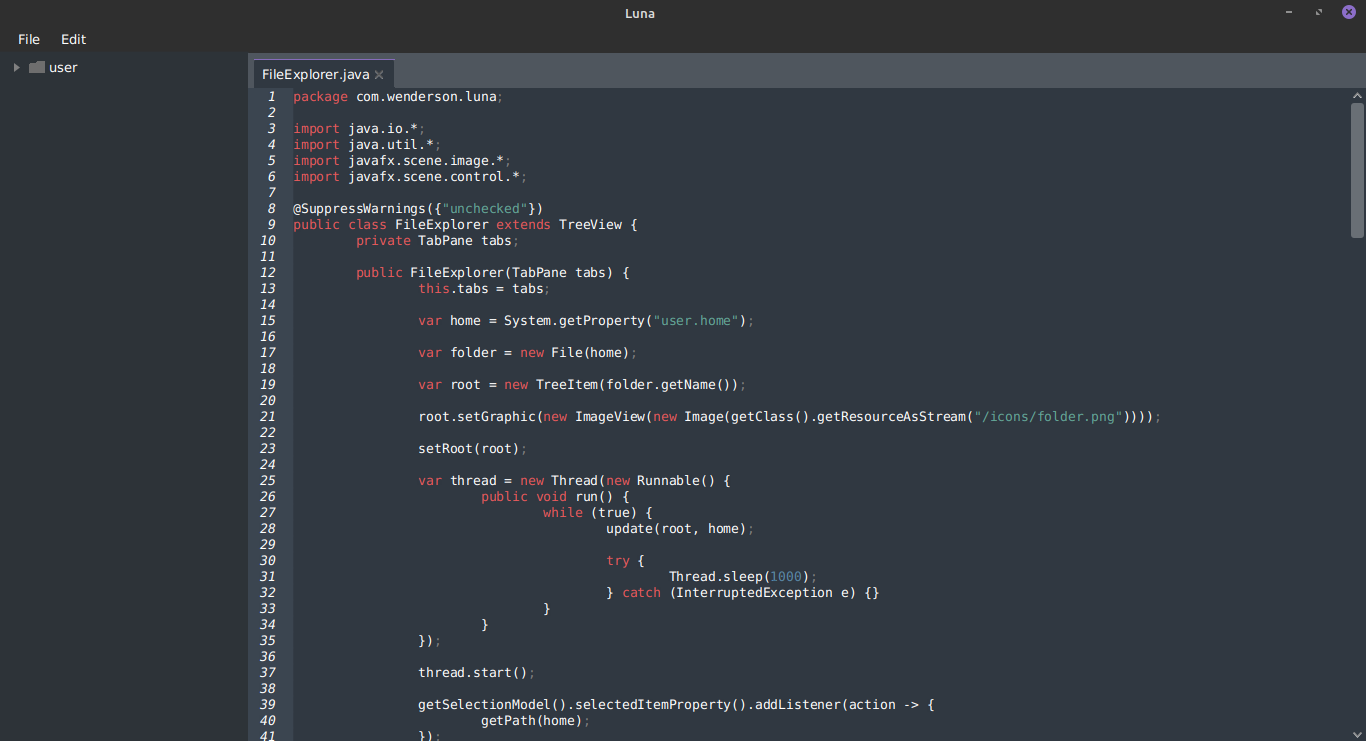 Luna
File Edit
user
FileExplorer.java
1 package com.wenderson.luna;
2
3 import java.io.*;
4 import java.util.*;
5 import javafx.scene.image.*;
6 import javafx.scene.control.*;
7
8 @SuppressWarnings({"unchecked"})
9 public class FileExplorer extends TreeView {
10         private TabPane tabs;
11
12         public FileExplorer(TabPane tabs) {
13                 this.tabs = tabs;
14
15                 var home = System.getProperty("user.home");
16
17                 var folder = new File(home);
18
19                 var root = new TreeItem(folder.getName());
20
21                 root.setGraphic(new ImageView(new Image(getClass().getResourceAsStream("/icons/folder.png"))));
22
23                 setRoot(root);
24
25                 var thread = new Thread(new Runnable() {
26                         public void run() {
27                                 while (true) {
28                                         update(root, home);
29
30                                         try {
31                                                 Thread.sleep(1000);
32                                         } catch (InterruptedException e) {}
33                                 }
34                         }
35                 });
36
37                 thread.start();
38
39                 getSelectionModel().selectedItemProperty().addListener(action -> {
40                         getPath(home);
41                 });